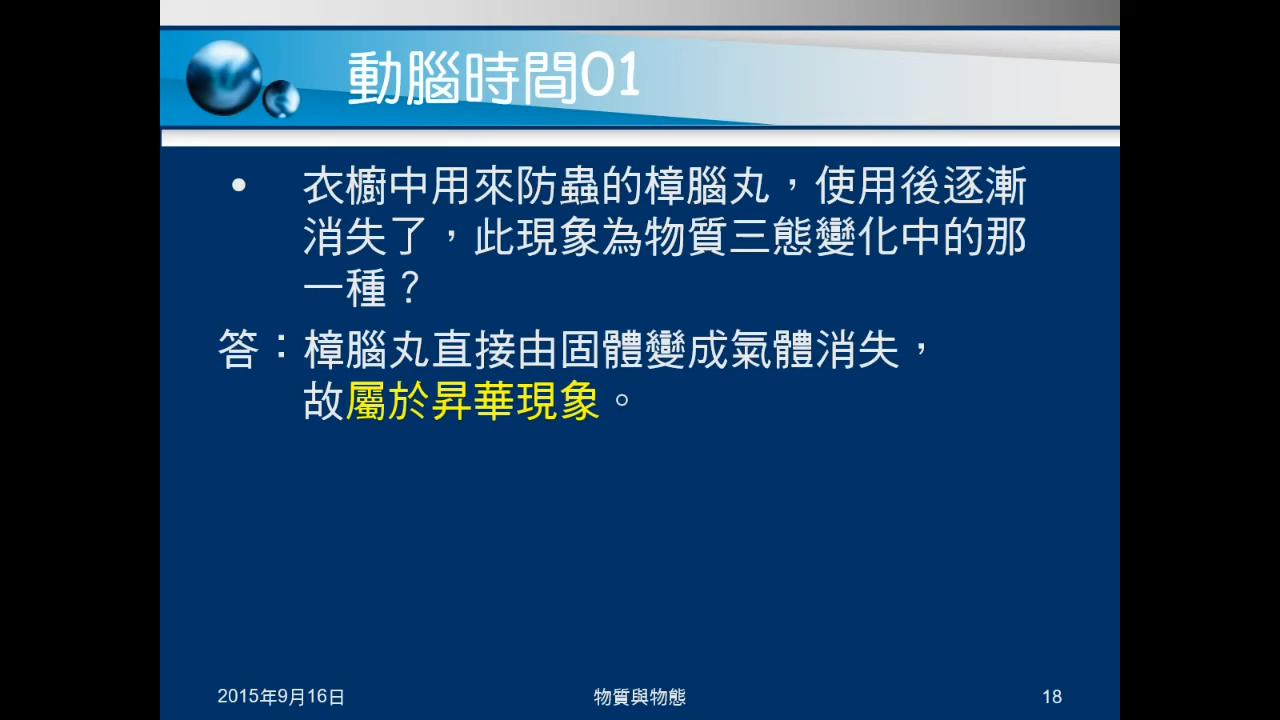 動腦時間01
• 衣櫥中用來防蟲的樟腦丸，使用後逐漸
消失了，此現象為物質三態變化中的那
一種？
答：樟腦丸直接由固體變成氣體消失，
故屬於昇華現象。
2015年9月16日 物質與物態 18